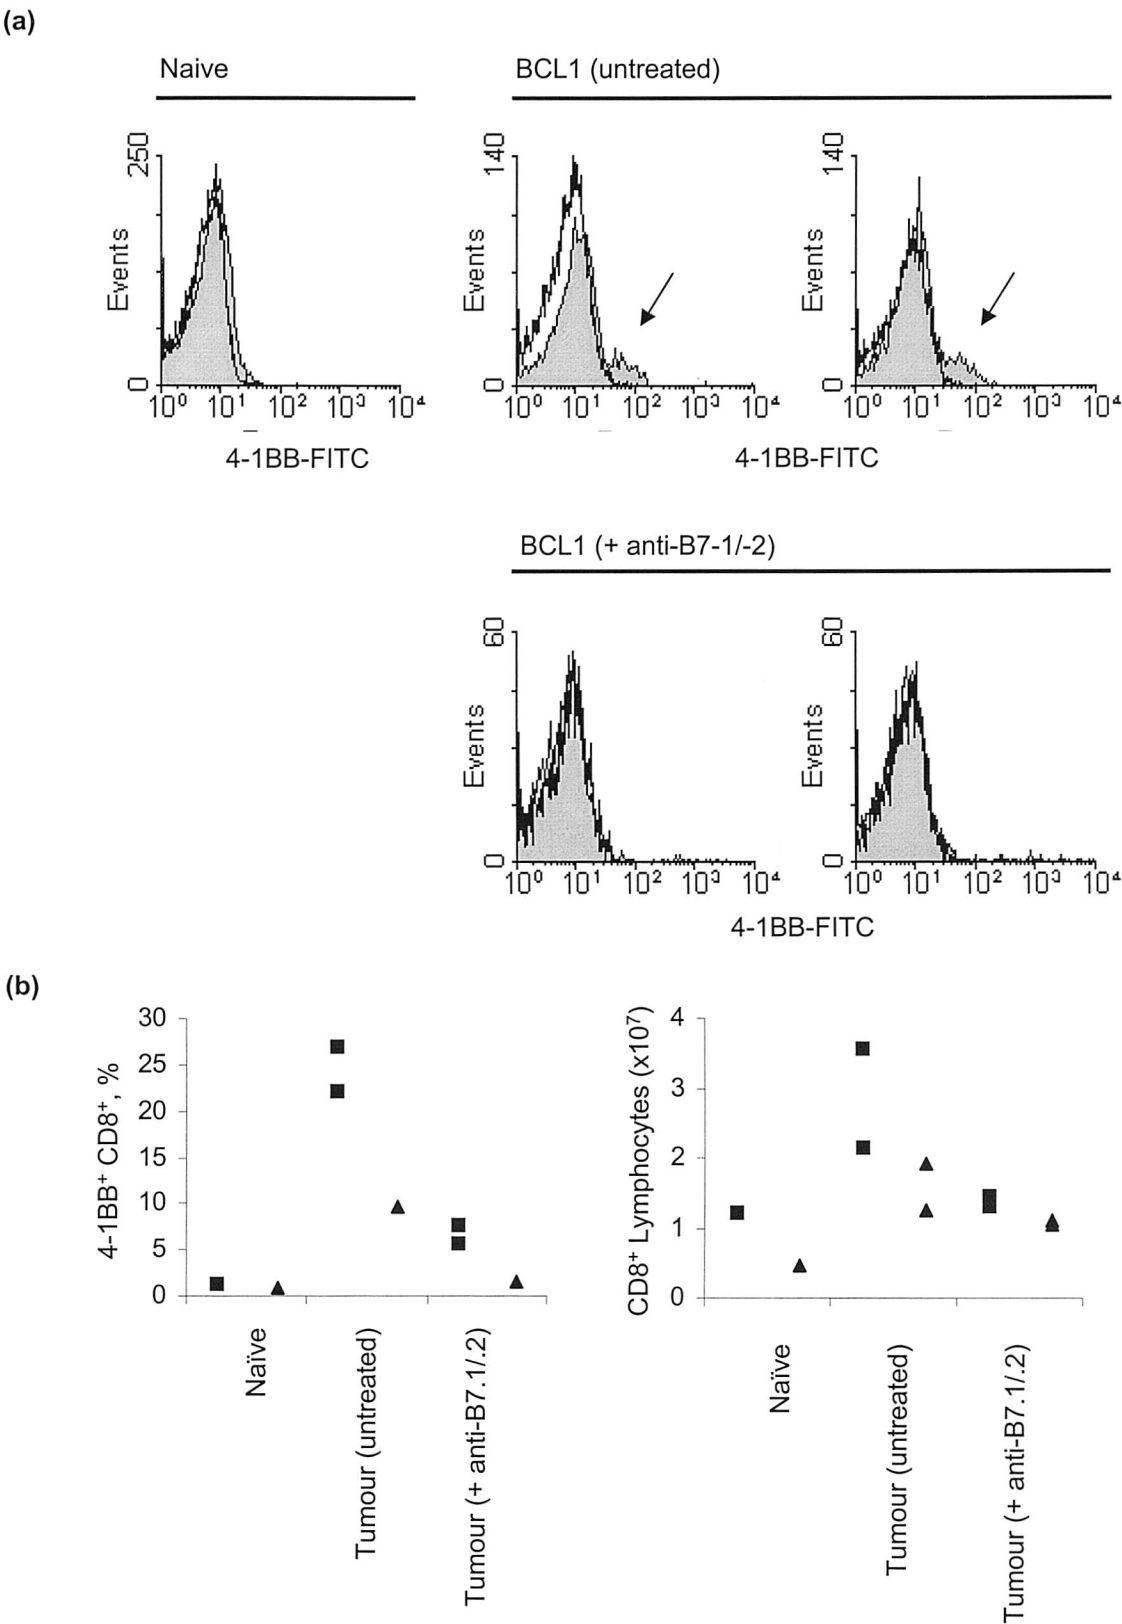 (a)
Naive
BCL1 (untreated)
250
Events
0
10⁰ 10¹ 10² 10³ 10⁴
4-1BB-FITC
140
Events
0
10⁰ 10¹ 10² 10³ 10⁴
140
Events
0
10⁰ 10¹ 10² 10³ 10⁴
4-1BB-FITC
BCL1 (+ anti-B7-1/-2)
60
Events
0
10⁰ 10¹ 10² 10³ 10⁴
60
Events
0
10⁰ 10¹ 10² 10³ 10⁴
4-1BB-FITC
(b)
4-1BB⁺ CD8⁺, %
30
25
20
15
10
5
0
Naïve
Tumour (untreated)
Tumour (+ anti-B7.1/.2)
CD8⁺ Lymphocytes (x10⁷)
4
3
2
1
0
Naïve
Tumour (untreated)
Tumour (+ anti-B7.1/.2)